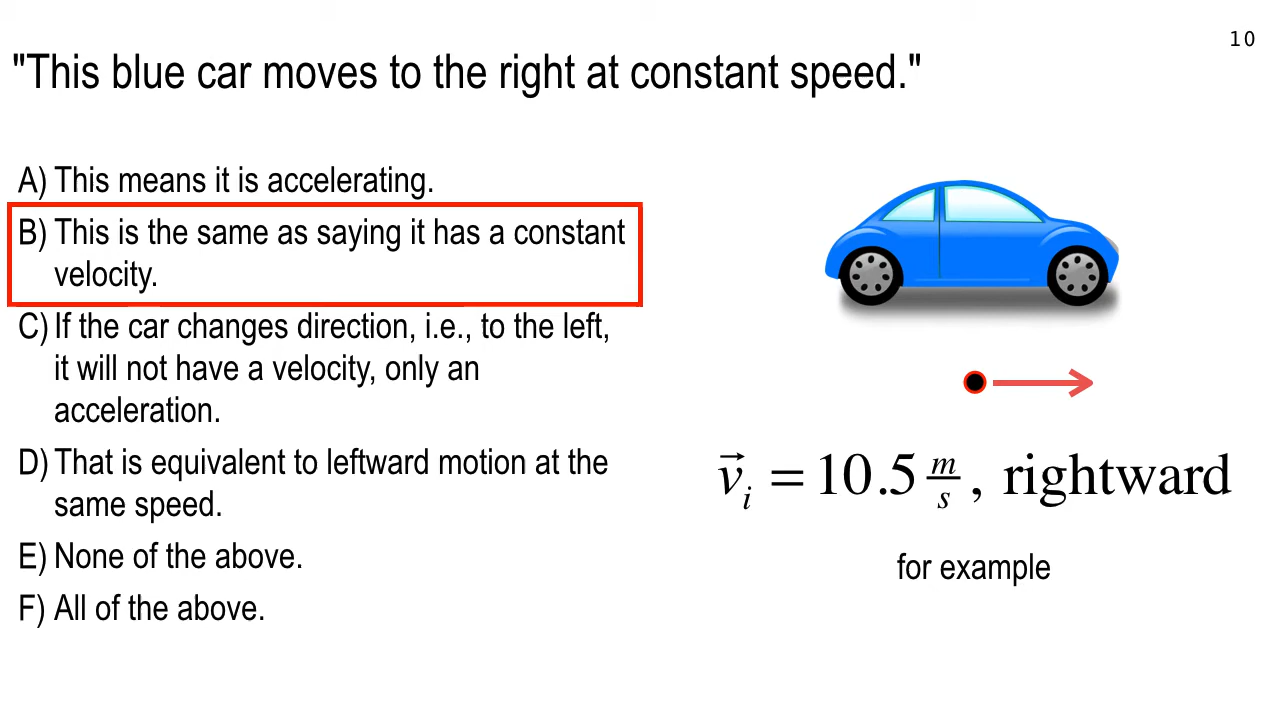 10
"This blue car moves to the right at constant speed."
A) This means it is accelerating.
B) This is the same as saying it has a constant
velocity.
C) If the car changes direction, i.e., to the left,
it will not have a velocity, only an
acceleration.
D) That is equivalent to leftward motion at the
same speed.
E) None of the above.
F) All of the above.
v⃗ᵢ = 10.5 m/s, rightward
for example